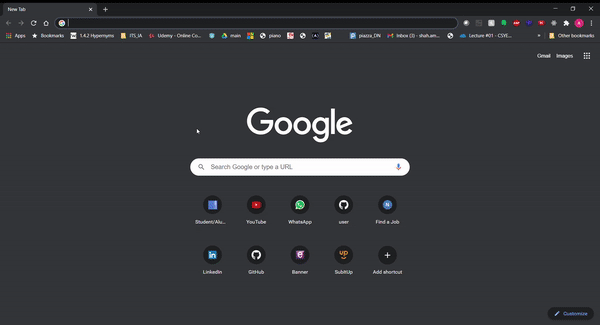 New Tab
Apps Bookmarks 1.4.2 Hypernyms ITS_IA Udemy - Online Co... main piano piazza_DN Inbox (3) - shah.am... Lecture #01 - CSYE... » Other bookmarks
Gmail Images
Google
Search Google or type a URL
Student/Alu... YouTube WhatsApp user Find a Job
LinkedIn GitHub Banner SubItUp Add shortcut
Customize